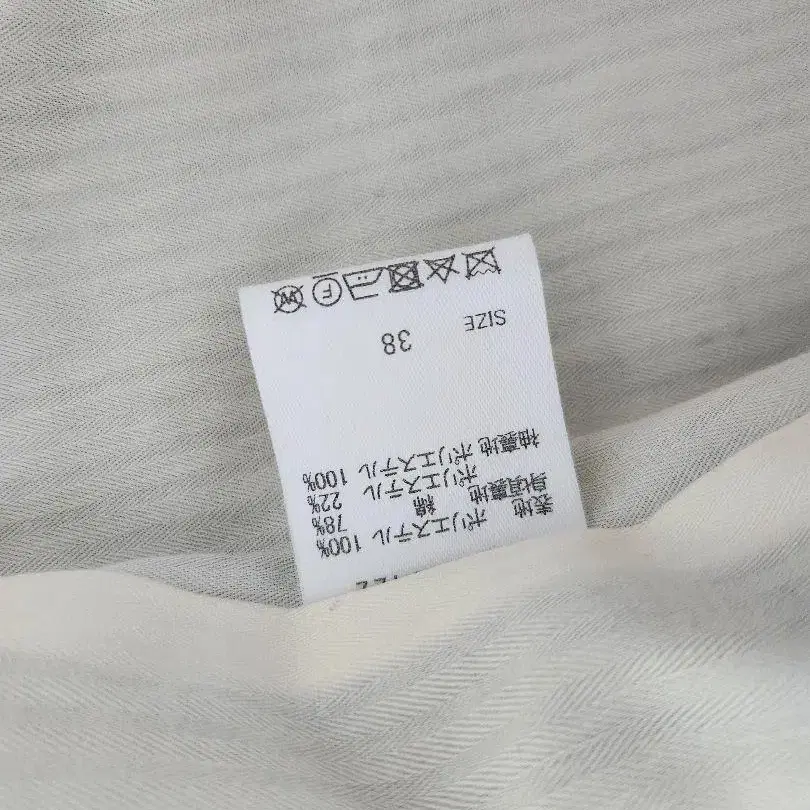 表地 ポリエステル 100%
身頃裏地 綿 78%
ポリエステル 22%
袖裏地 ポリエステル 100%
SIZE 38
F W